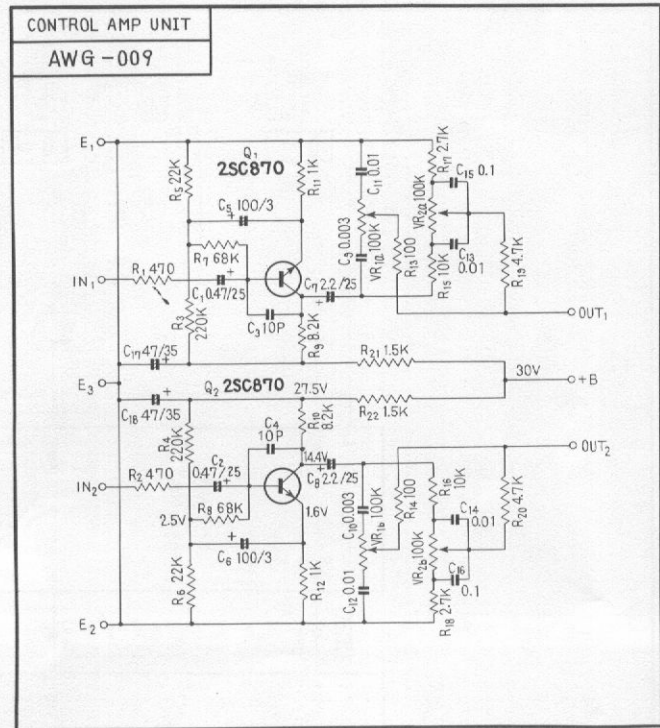 CONTROL AMP UNIT
AWG-009
E₁
R₅ 22K
Q₁
2SC870
R₁₁ 1K
C₁₁ 0.01
R₁₇ 2.7K
C₁₅ 0.1
C₅ 100/3
+
VR₂a 100K
R₇ 68K
C₉ 0.003
VR₁a 100K
R₁₃ 100
C₁₃
0.01
R₁₉ 4.7K
IN₁
R₁ 470
C₁ 0.47/25
+
C₇ 2.2/25
+
R₁₅ 10K
R₃
220K
C₃ 10P
R₉ 8.2K
OUT₁
C₁₇ 47/35
+
R₂₁ 1.5K
30V
+B
E₃
Q₂ 2SC870
27.5V
C₁₈ 47/35
+
R₂₂ 1.5K
R₄
220K
C₄
10P
R₁₀
8.2K
OUT₂
C₂
0.47/25
+
14.4V
+
C₈ 2.2/25
R₁₆
10K
IN₂
R₂ 470
R₈ 68K
C₁₀ 0.003
VR₁b 100K
R₁₄ 100
C₁₄
0.01
R₂₀ 4.7K
2.5V
1.6V
+
C₆ 100/3
VR₂b 100K
C₁₆
0.1
R₆ 22K
R₁₂ 1K
C₁₂ 0.01
R₁₈ 2.7K
E₂